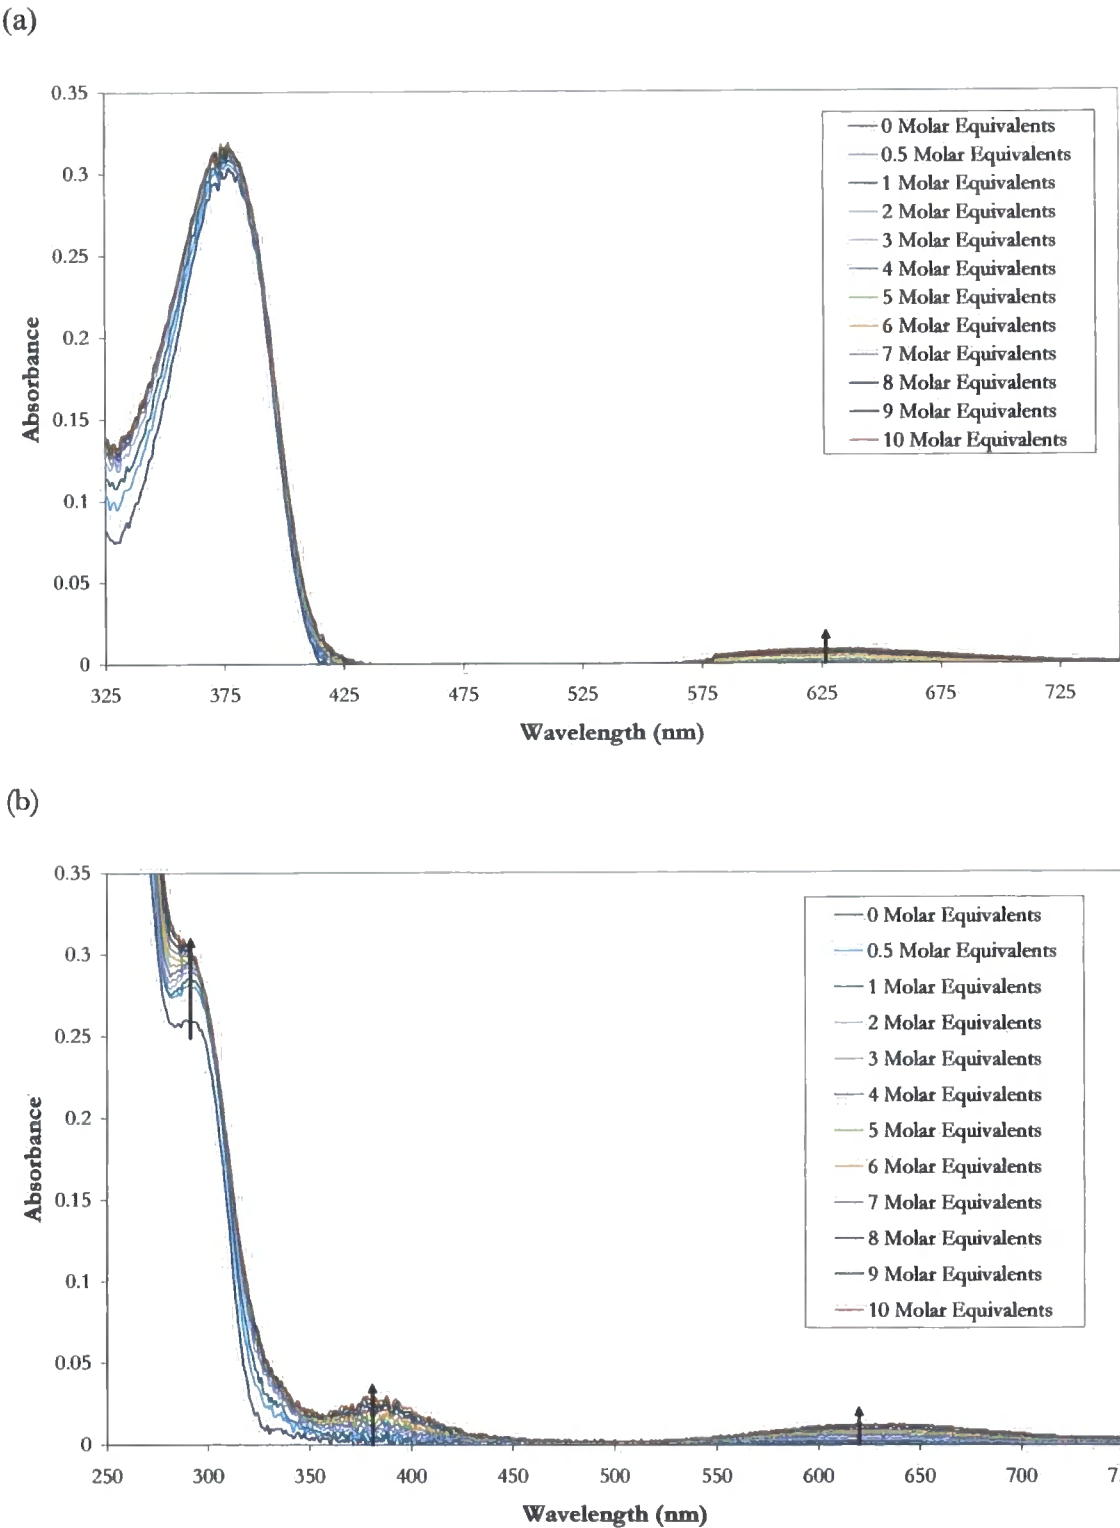 (a)
0.35
0.3
0.25
0.2
0.15
0.1
0.05
0
Absorbance
325 375 425 475 525 575 625 675 725
Wavelength (nm)
0 Molar Equivalents
0.5 Molar Equivalents
1 Molar Equivalents
2 Molar Equivalents
3 Molar Equivalents
4 Molar Equivalents
5 Molar Equivalents
6 Molar Equivalents
7 Molar Equivalents
8 Molar Equivalents
9 Molar Equivalents
10 Molar Equivalents
(b)
0.35
0.3
0.25
0.2
0.15
0.1
0.05
0
Absorbance
250 300 350 400 450 500 550 600 650 700 7
Wavelength (nm)
0 Molar Equivalents
0.5 Molar Equivalents
1 Molar Equivalents
2 Molar Equivalents
3 Molar Equivalents
4 Molar Equivalents
5 Molar Equivalents
6 Molar Equivalents
7 Molar Equivalents
8 Molar Equivalents
9 Molar Equivalents
10 Molar Equivalents